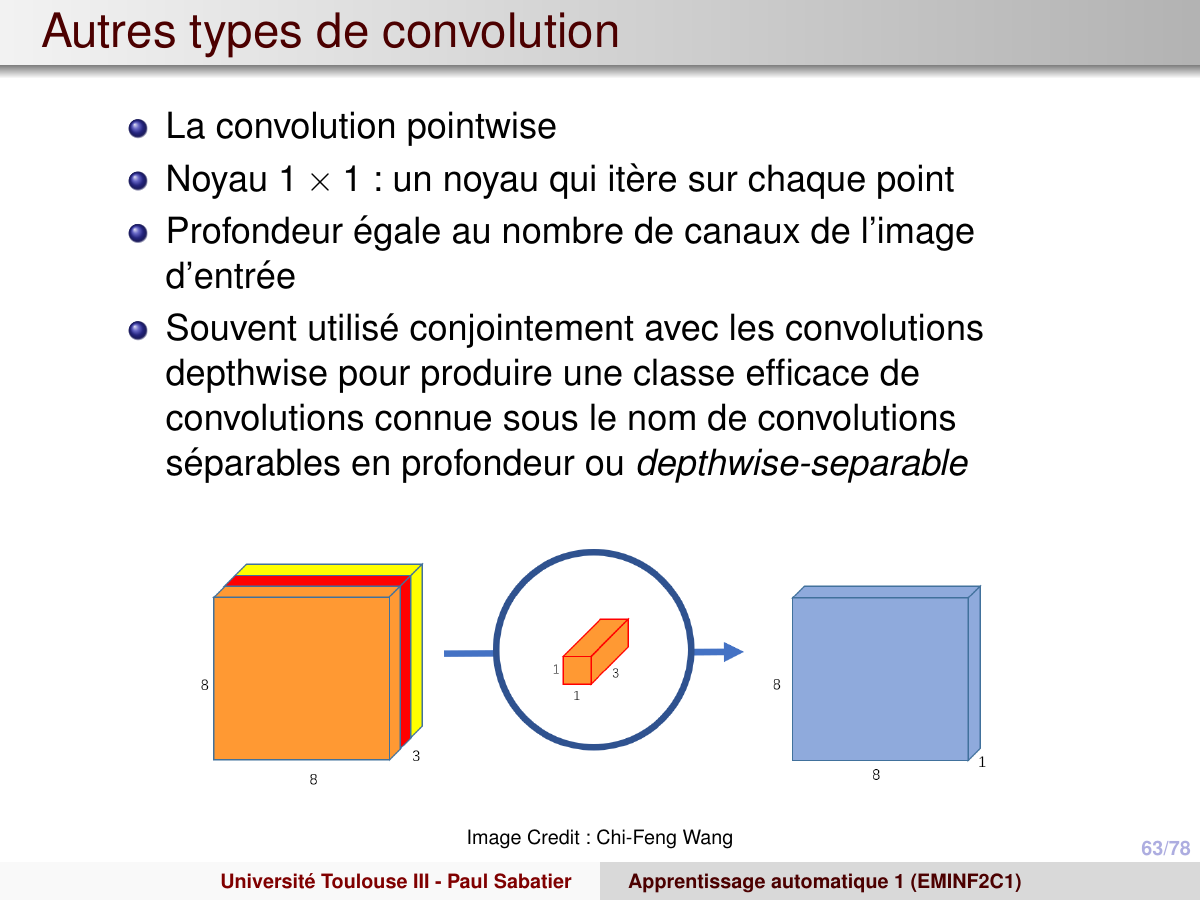 Autres types de convolution
La convolution pointwise
Noyau 1 × 1 : un noyau qui itère sur chaque point
Profondeur égale au nombre de canaux de l'image
d'entrée
Souvent utilisé conjointement avec les convolutions
depthwise pour produire une classe efficace de
convolutions connue sous le nom de convolutions
séparables en profondeur ou depthwise-separable
8
8
3
1
1
3
8
8
1
Image Credit : Chi-Feng Wang
63/78
Université Toulouse III - Paul Sabatier
Apprentissage automatique 1 (EMINF2C1)